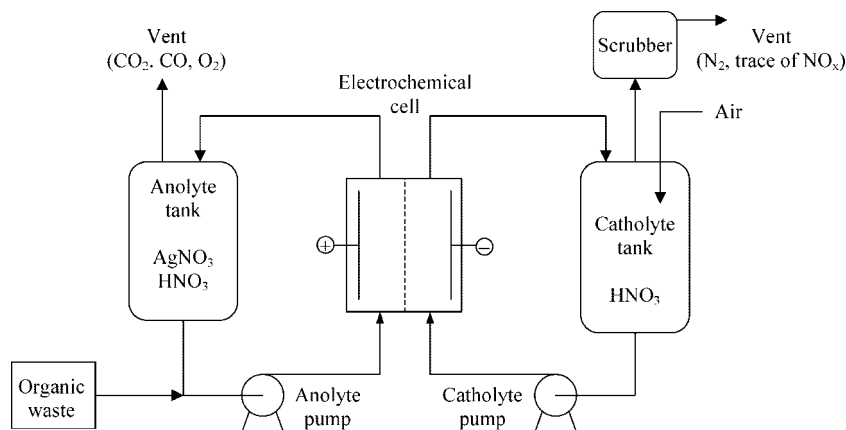 Vent
(CO₂. CO, O₂)
Scrubber
Vent
(N₂, trace of NOₓ)
Electrochemical
cell
Air
Anolyte
tank
AgNO₃
HNO₃
+
−
Catholyte
tank
HNO₃
Organic
waste
Anolyte
pump
Catholyte
pump